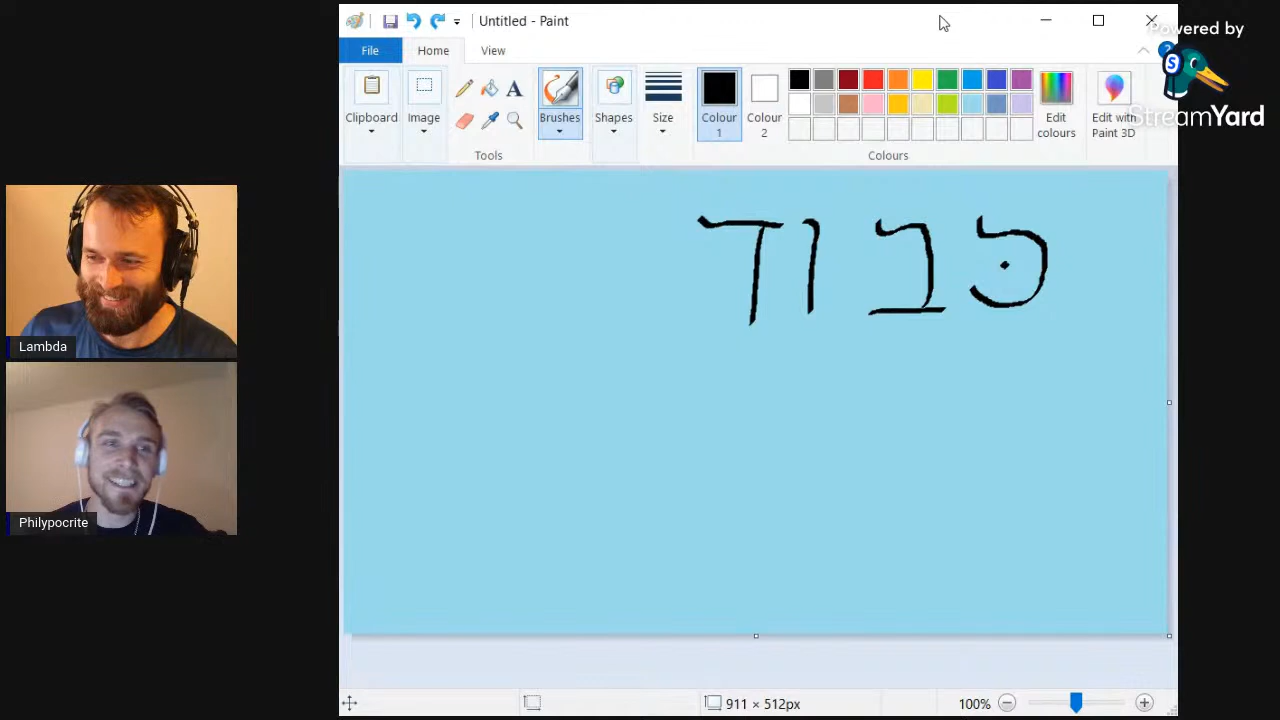 Untitled - Paint
Powered by
StreamYard
File Home View
Clipboard
Image
Tools
Brushes
Shapes
Size
Colour 1
Colour 2
Edit colours
Edit with Paint 3D
Colours
כּבוד
Lambda
Philypocrite
911 × 512px
100%